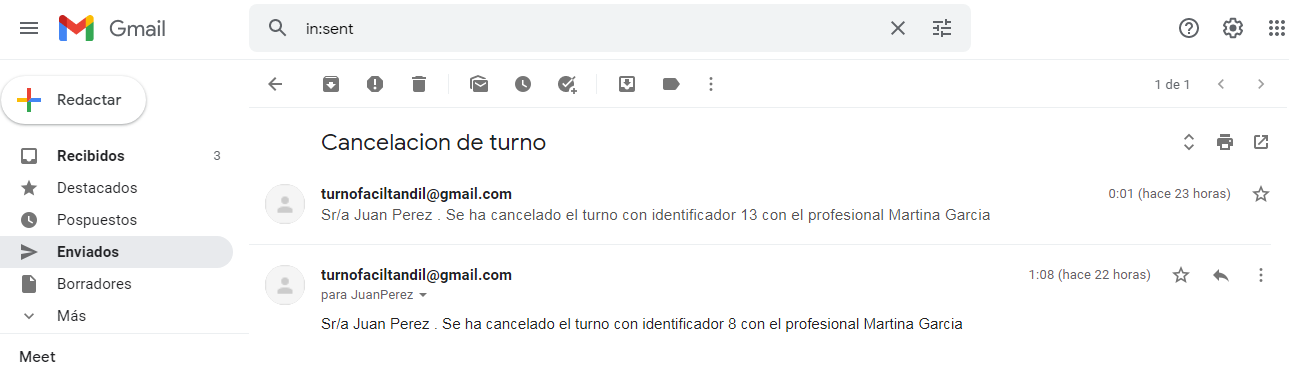 Gmail
in:sent
Redactar
1 de 1
Recibidos 3
Destacados
Pospuestos
Enviados
Borradores
Más
Meet
Cancelacion de turno
turnofaciltandil@gmail.com 0:01 (hace 23 horas)
Sr/a Juan Perez . Se ha cancelado el turno con identificador 13 con el profesional Martina Garcia
turnofaciltandil@gmail.com 1:08 (hace 22 horas)
para JuanPerez
Sr/a Juan Perez . Se ha cancelado el turno con identificador 8 con el profesional Martina Garcia